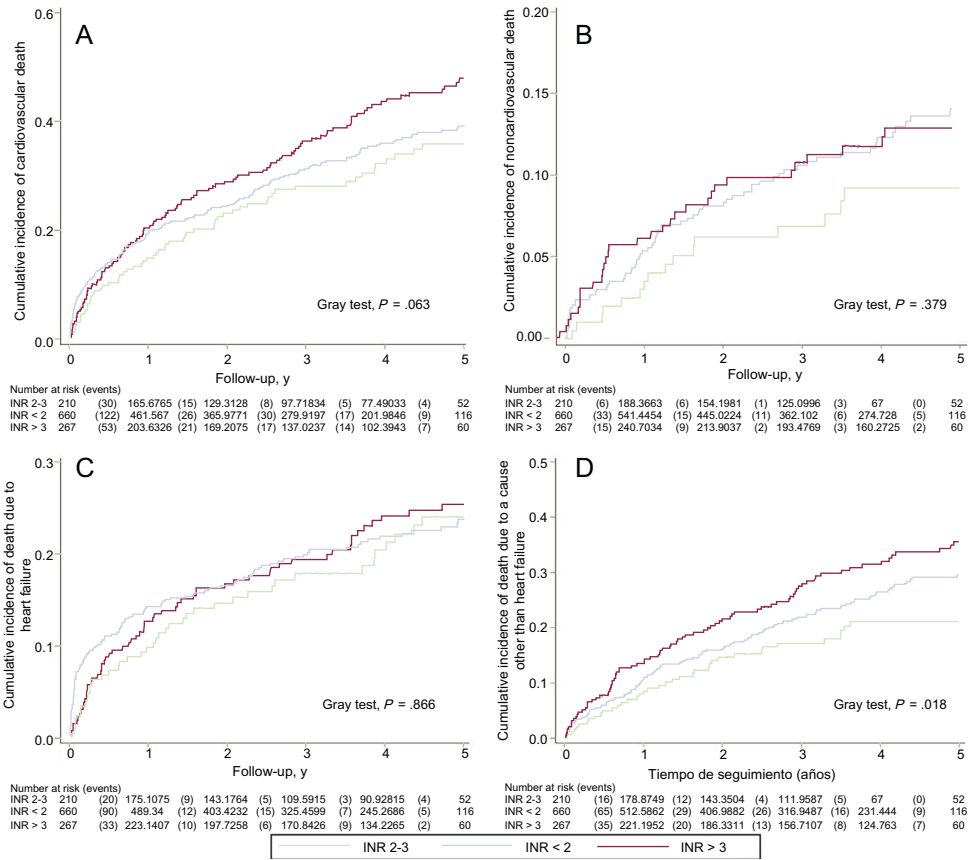 A
Cumulative incidence of cardiovascular death
0.6
0.4
0.2
0.0
Gray test, P = .063
0 1 2 3 4 5
Follow-up, y
Number at risk (events)
INR 2-3 210 (30) 165.6765 (15) 129.3128 (8) 97.71834 (5) 77.49033 (4) 52
INR < 2 660 (122) 461.567 (26) 365.9771 (30) 279.9197 (17) 201.9846 (9) 116
INR > 3 267 (53) 203.6326 (21) 169.2075 (17) 137.0237 (14) 102.3943 (7) 60
B
Cumulative incidence of noncardiovascular death
0.20
0.15
0.10
0.05
0.00
Gray test, P = .379
0 1 2 3 4 5
Follow-up, y
(6) 188.3663 (6) 154.1981 (1) 125.0996 (3) 67 (0) 52
(33) 541.4454 (15) 445.0224 (11) 362.102 (6) 274.728 (5) 116
(15) 240.7034 (9) 213.9037 (2) 193.4769 (3) 160.2725 (2) 60
C
Cumulative incidence of death due to
heart failure
0.3
0.2
0.1
0.0
Gray test, P = .866
0 1 2 3 4 5
Follow-up, y
Number at risk (events)
INR 2-3 210 (20) 175.1075 (9) 143.1764 (5) 109.5915 (3) 90.92815 (4) 52
INR < 2 660 (90) 489.34 (12) 403.4232 (15) 325.4599 (7) 245.2686 (5) 116
INR > 3 267 (33) 223.1407 (10) 197.7258 (6) 170.8426 (9) 134.2265 (2) 60
D
Cumulative incidence of death due to a cause
other than heart failure
0.5
0.4
0.3
0.2
0.1
0.0
Gray test, P = .018
0 1 2 3 4 5
Tiempo de seguimiento (años)
Number at risk (events)
INR 2-3 210 (16) 178.8749 (12) 143.3504 (4) 111.9587 (5) 67 (0) 52
INR < 2 660 (65) 512.5862 (29) 406.9882 (26) 316.9487 (16) 231.444 (9) 116
INR > 3 267 (35) 221.1952 (20) 186.3311 (13) 156.7107 (8) 124.763 (7) 60
INR 2-3 INR < 2 INR > 3